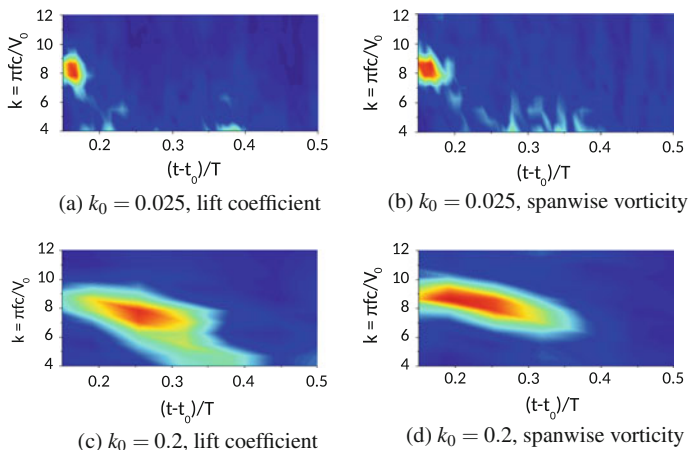 12
10
8
6
4
k = πfc/V0
0.2 0.3 0.4 0.5
(t-t0)/T
(a) k0 = 0.025, lift coefficient
12
10
8
6
4
k = πfc/V0
0.2 0.3 0.4 0.5
(t-t0)/T
(b) k0 = 0.025, spanwise vorticity
12
10
8
6
4
k = πfc/V0
0.2 0.3 0.4 0.5
(t-t0)/T
(c) k0 = 0.2, lift coefficient
12
10
8
6
4
k = πfc/V0
0.2 0.3 0.4 0.5
(t-t0)/T
(d) k0 = 0.2, spanwise vorticity